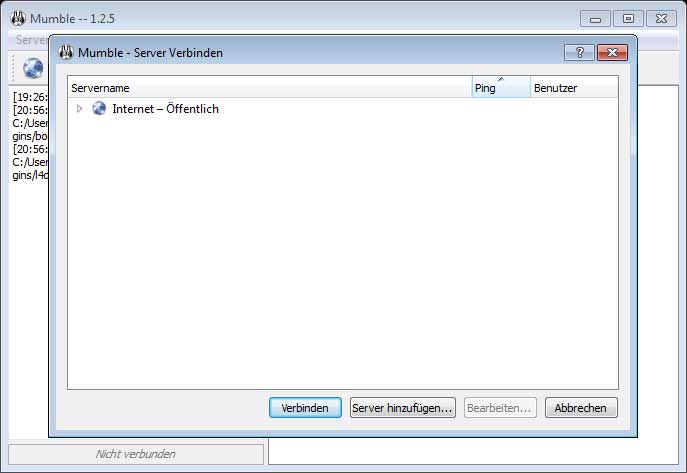 Mumble -- 1.2.5
Server
Mumble - Server Verbinden
Servername Ping Benutzer
Internet – Öffentlich
[19:26:
[20:56:
C:/User
gins/bo
[20:56:
C:/User
gins/l4d
Verbinden Server hinzufügen... Bearbeiten... Abbrechen
Nicht verbunden